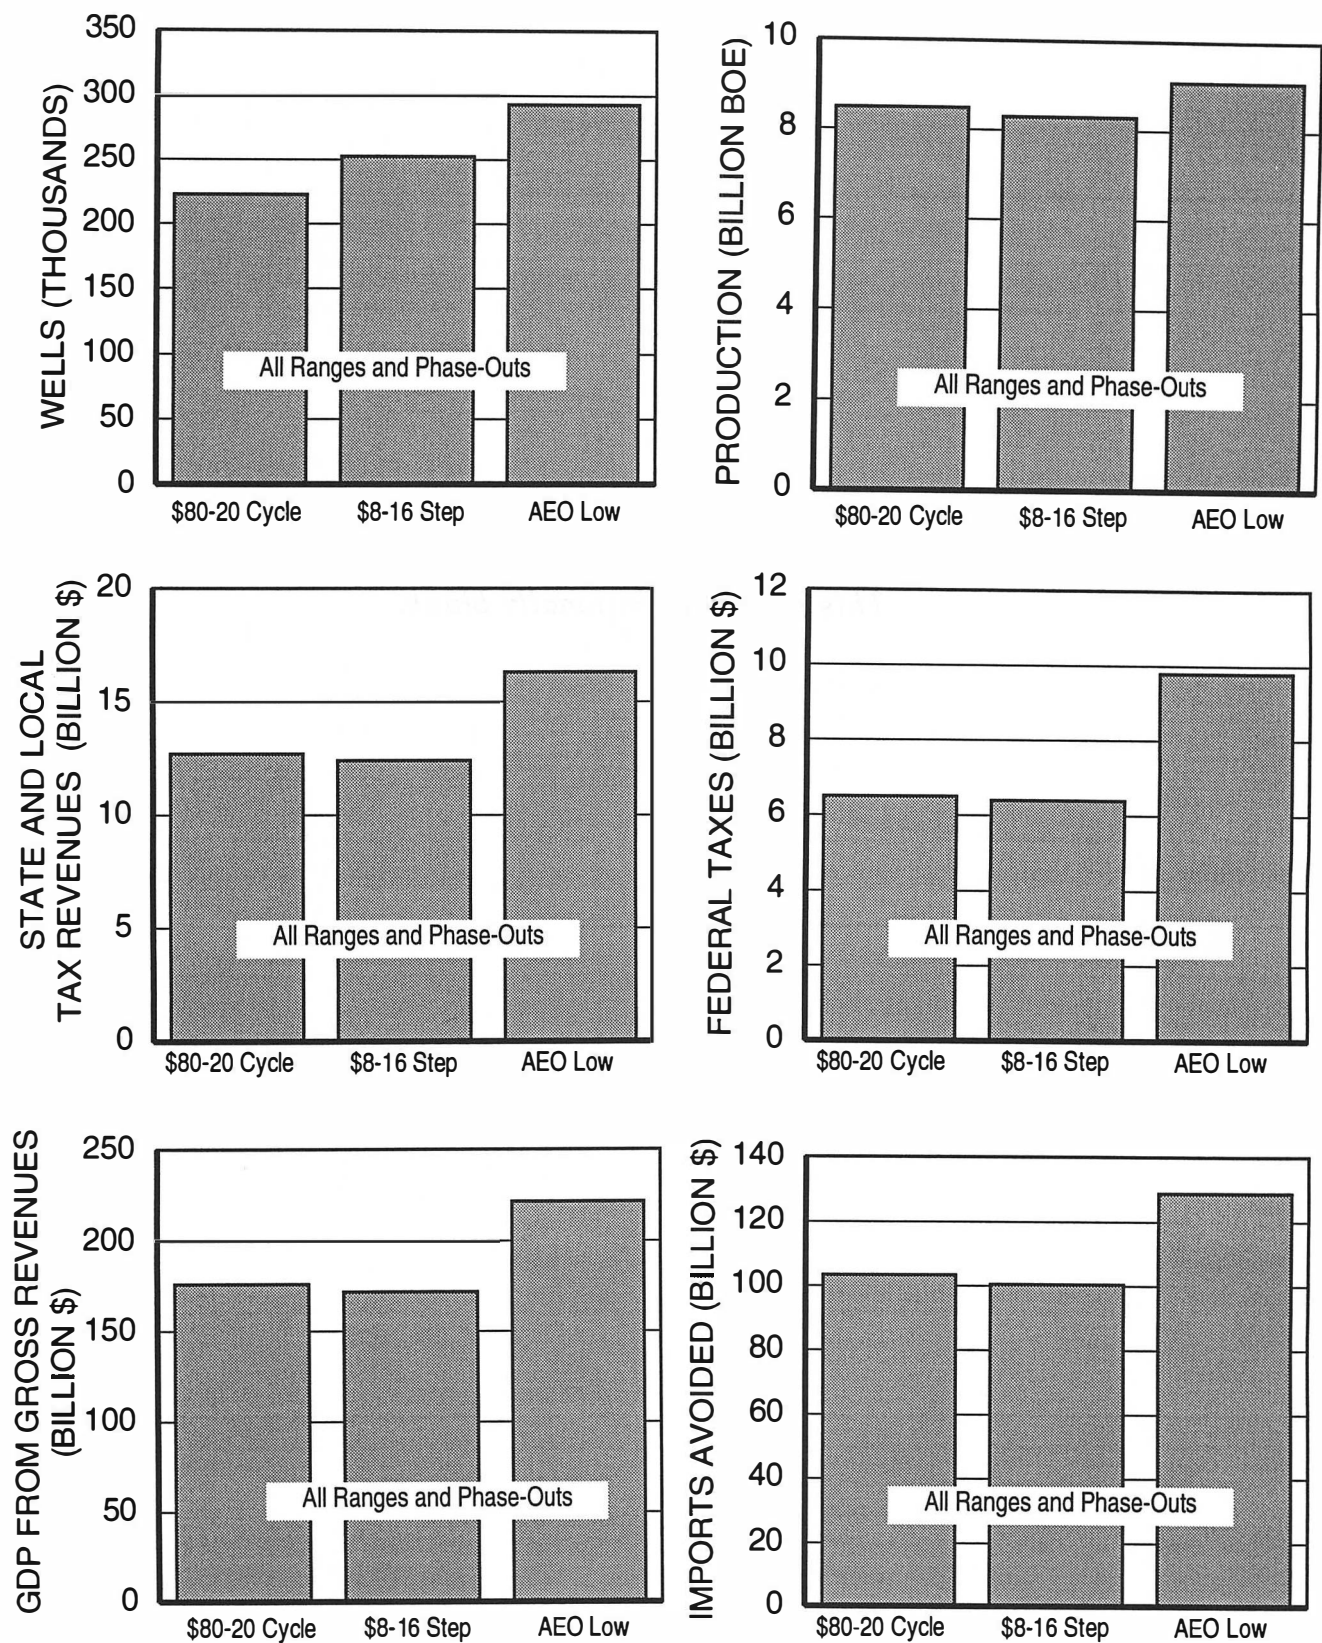 WELLS (THOUSANDS)
350
300
250
200
150
100
50
0
All Ranges and Phase-Outs
$80-20 Cycle
$8-16 Step
AEO Low
PRODUCTION (BILLION BOE)
10
8
6
4
2
0
All Ranges and Phase-Outs
$80-20 Cycle
$8-16 Step
AEO Low
STATE AND LOCAL
TAX REVENUES (BILLION $)
20
15
10
5
0
All Ranges and Phase-Outs
$80-20 Cycle
$8-16 Step
AEO Low
FEDERAL TAXES (BILLION $)
12
10
8
6
4
2
0
All Ranges and Phase-Outs
$80-20 Cycle
$8-16 Step
AEO Low
GDP FROM GROSS REVENUES
(BILLION $)
250
200
150
100
50
0
All Ranges and Phase-Outs
$80-20 Cycle
$8-16 Step
AEO Low
IMPORTS AVOIDED (BILLION $)
140
120
100
80
60
40
20
0
All Ranges and Phase-Outs
$80-20 Cycle
$8-16 Step
AEO Low